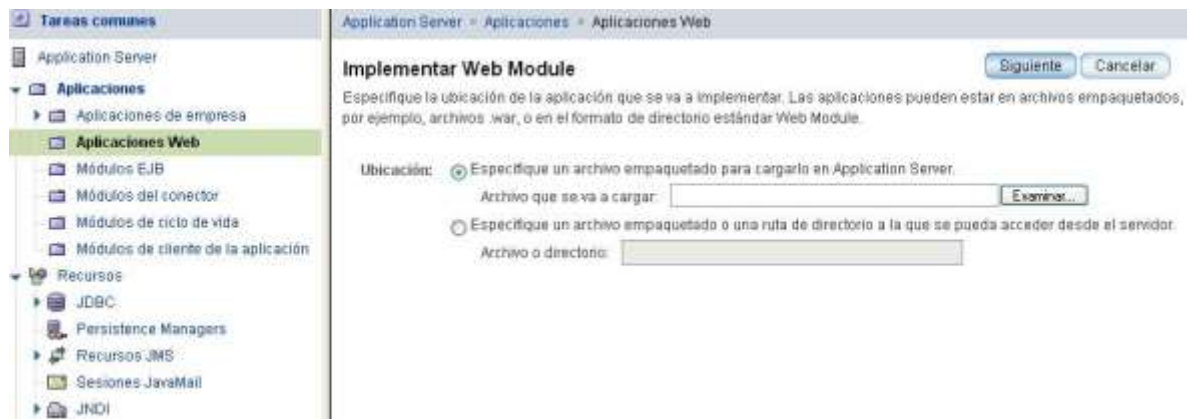 Tareas comunes
Application Server
Aplicaciones
Aplicaciones de empresa
Aplicaciones Web
Módulos EJB
Módulos del conector
Módulos de ciclo de vida
Módulos de cliente de la aplicación
Recursos
JDBC
Persistence Managers
Recursos JMS
Sesiones JavaMail
JNDI
Application Server > Aplicaciones > Aplicaciones Web
Implementar Web Module
Siguiente Cancelar
Especifique la ubicación de la aplicación que se va a implementar. Las aplicaciones pueden estar en archivos empaquetados,
por ejemplo, archivos .war, o en el formato de directorio estándar Web Module.
Ubicación: Especifique un archivo empaquetado para cargarlo en Application Server.
Archivo que se va a cargar: Examinar...
Especifique un archivo empaquetado o una ruta de directorio a la que se pueda acceder desde el servidor.
Archivo o directorio: